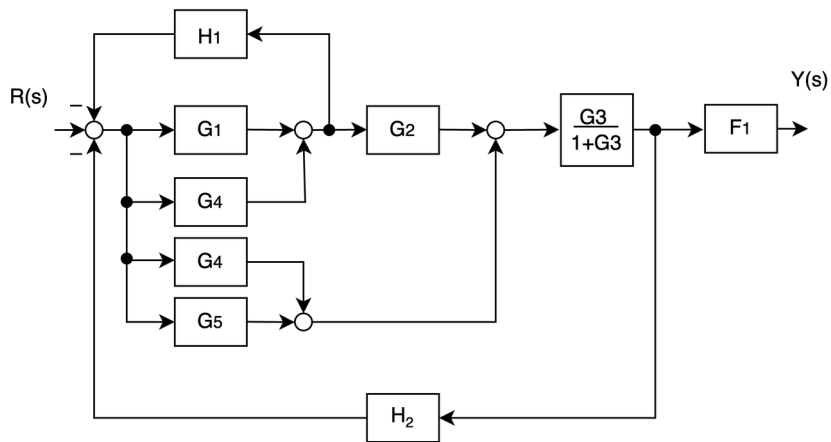 H1
R(s)
Y(s)
–
G1
G2
G3
1+G3
F1
–
G4
G4
G5
H2